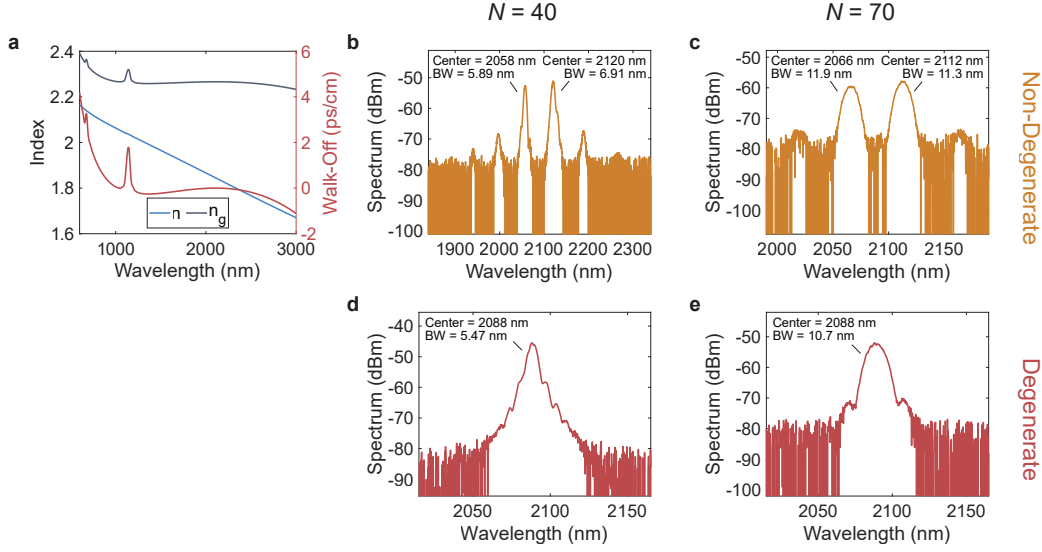 N = 40
N = 70
a
2.4
2.2
2
1.8
1.6
Index
1000
2000
3000
Wavelength (nm)
n
n_g
6
4
2
0
-2
Walk-Off (ps/cm)
b
Center = 2058 nm
BW = 5.89 nm
Center = 2120 nm
BW = 6.91 nm
-50
-60
-70
-80
-90
-100
Spectrum (dBm)
1900
2000
2100
2200
2300
Wavelength (nm)
c
Center = 2066 nm
BW = 11.9 nm
Center = 2112 nm
BW = 11.3 nm
-50
-60
-70
-80
-90
-100
Spectrum (dBm)
2000
2050
2100
2150
Wavelength (nm)
Non-Degenerate
d
Center = 2088 nm
BW = 5.47 nm
-40
-50
-60
-70
-80
-90
Spectrum (dBm)
2050
2100
2150
Wavelength (nm)
e
Center = 2088 nm
BW = 10.7 nm
-50
-60
-70
-80
-90
-100
Spectrum (dBm)
2050
2100
2150
Wavelength (nm)
Degenerate